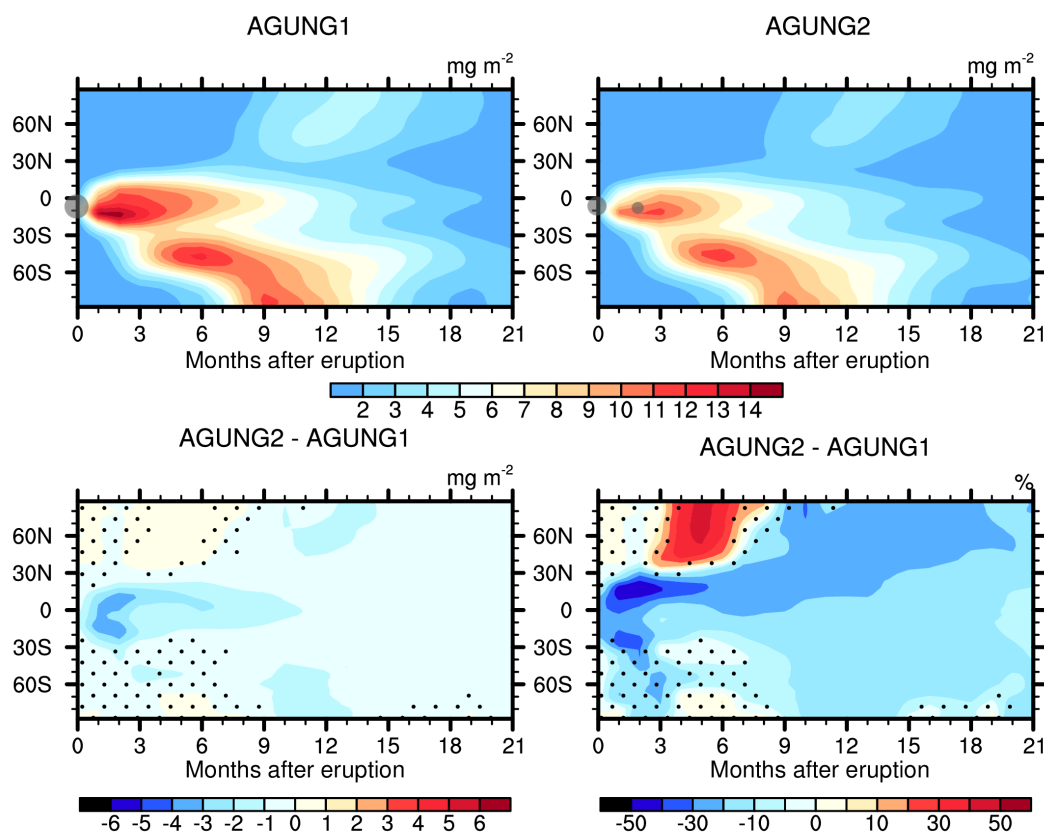 AGUNG1
AGUNG2
mg m-2
mg m-2
60N
30N
0
30S
60S
60N
30N
0
30S
60S
0 3 6 9 12 15 18 21
0 3 6 9 12 15 18 21
Months after eruption
Months after eruption
2 3 4 5 6 7 8 9 10 11 12 13 14
AGUNG2 - AGUNG1
AGUNG2 - AGUNG1
mg m-2
%
60N
30N
0
30S
60S
60N
30N
0
30S
60S
0 3 6 9 12 15 18 21
0 3 6 9 12 15 18 21
Months after eruption
Months after eruption
-6 -5 -4 -3 -2 -1 0 1 2 3 4 5 6
-50 -30 -10 0 10 30 50